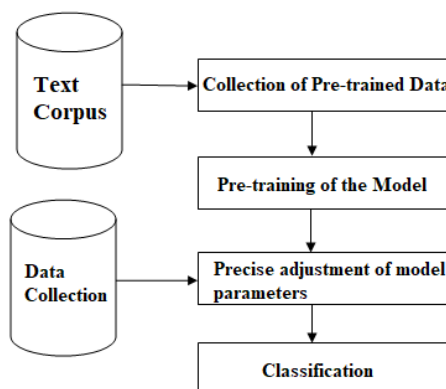 Text
Corpus
Collection of Pre-trained Data
Pre-training of the Model
Data
Collection
Precise adjustment of model
parameters
Classification